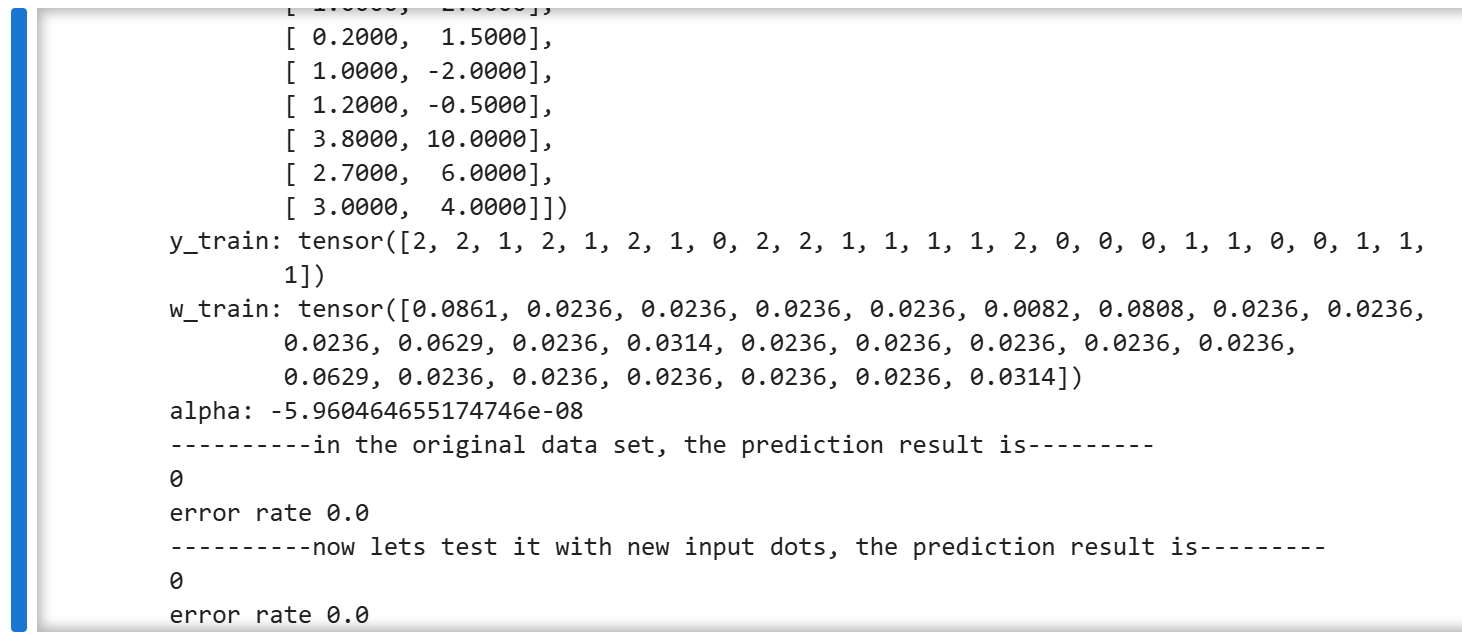 [ 0.2000,  1.5000],
[ 1.0000, -2.0000],
[ 1.2000, -0.5000],
[ 3.8000, 10.0000],
[ 2.7000,  6.0000],
[ 3.0000,  4.0000]])
y_train: tensor([2, 2, 1, 2, 1, 2, 1, 0, 2, 2, 1, 1, 1, 1, 2, 0, 0, 0, 1, 1, 0, 0, 1, 1,
1])
w_train: tensor([0.0861, 0.0236, 0.0236, 0.0236, 0.0236, 0.0082, 0.0808, 0.0236, 0.0236,
0.0236, 0.0629, 0.0236, 0.0314, 0.0236, 0.0236, 0.0236, 0.0236, 0.0236,
0.0629, 0.0236, 0.0236, 0.0236, 0.0236, 0.0236, 0.0314])
alpha: -5.960464655174746e-08
----------in the original data set, the prediction result is---------
0
error rate 0.0
----------now lets test it with new input dots, the prediction result is---------
0
error rate 0.0